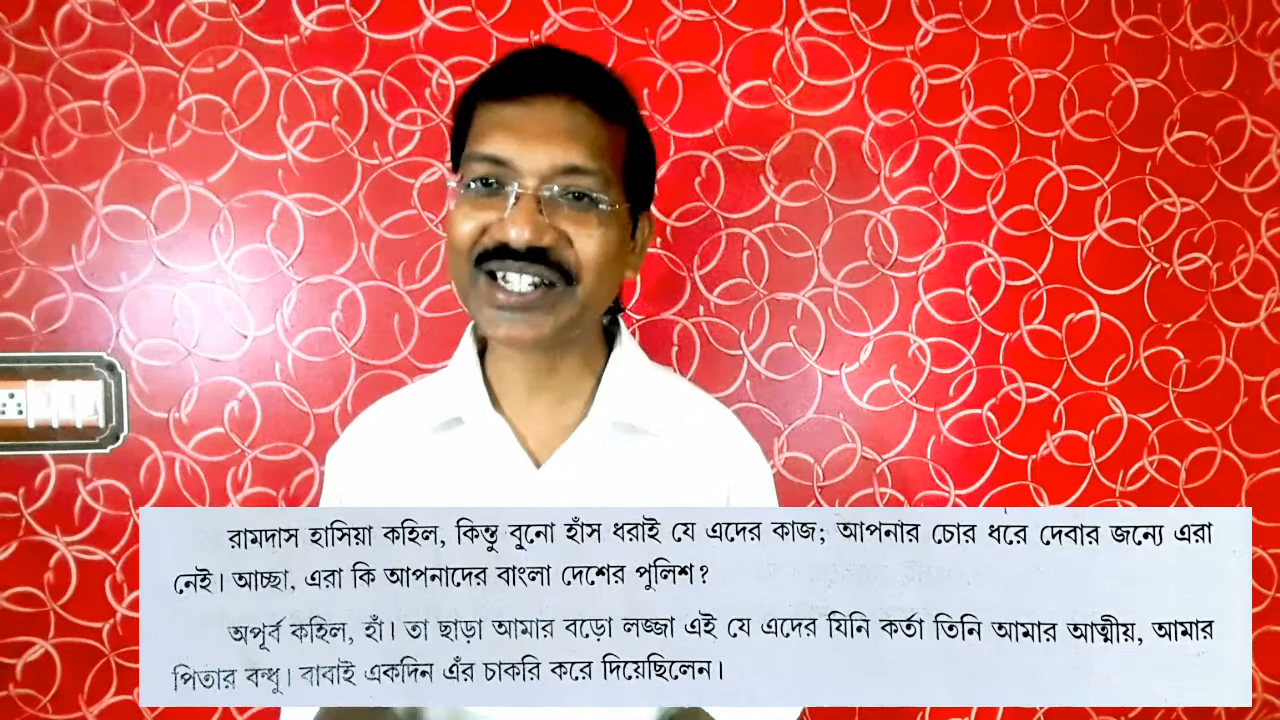 রামদাস হাসিয়া কহিল, কিন্তু বুনো হাঁস ধরাই যে এদের কাজ; আপনার চোর ধরে দেবার জন্যে এরা
নেই। আচ্ছা, এরা কি আপনাদের বাংলা দেশের পুলিশ?
অপূর্ব কহিল, হাঁ। তা ছাড়া আমার বড়ো লজ্জা এই যে এদের যিনি কর্তা তিনি আমার আত্মীয়, আমার
পিতার বন্ধু। বাবাই একদিন এঁর চাকরি করে দিয়েছিলেন।